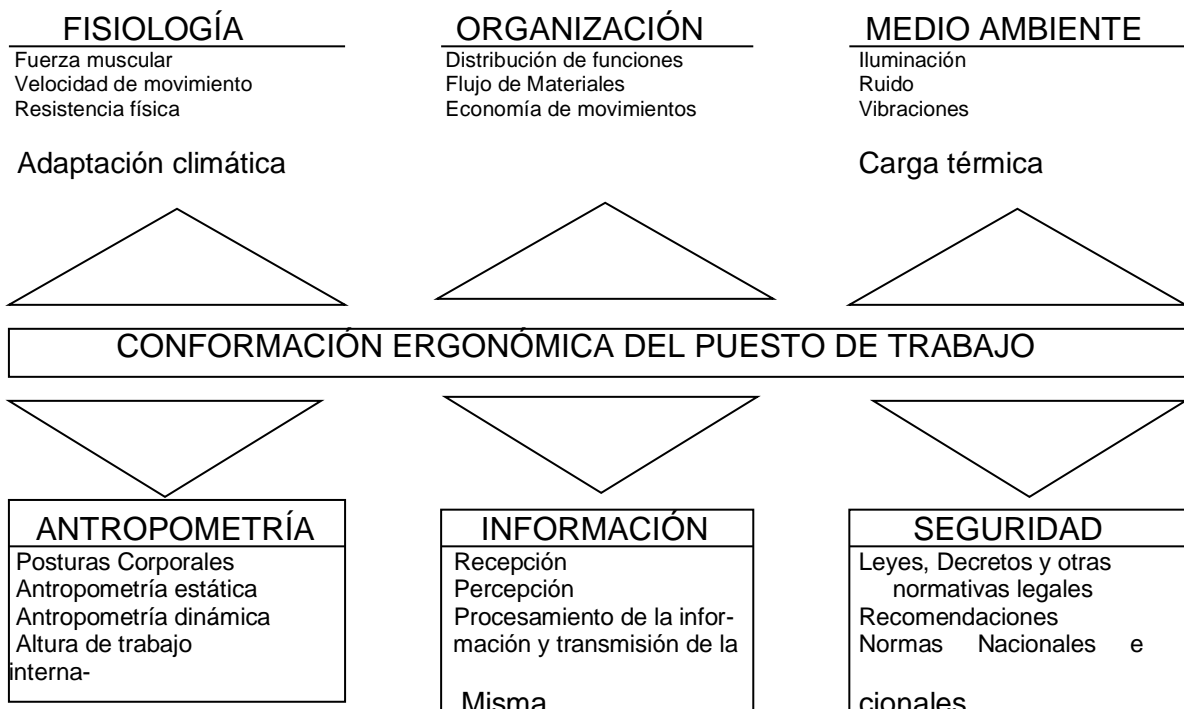 FISIOLOGÍA
Fuerza muscular
Velocidad de movimiento
Resistencia física
Adaptación climática
ORGANIZACIÓN
Distribución de funciones
Flujo de Materiales
Economía de movimientos
MEDIO AMBIENTE
Iluminación
Ruido
Vibraciones
Carga térmica
CONFORMACIÓN ERGONÓMICA DEL PUESTO DE TRABAJO
ANTROPOMETRÍA
Posturas Corporales
Antropometría estática
Antropometría dinámica
Altura de trabajo
interna-
INFORMACIÓN
Recepción
Percepción
Procesamiento de la infor-
mación y transmisión de la
Misma
SEGURIDAD
Leyes, Decretos y otras
normativas legales
Recomendaciones
Normas Nacionales e
cionales